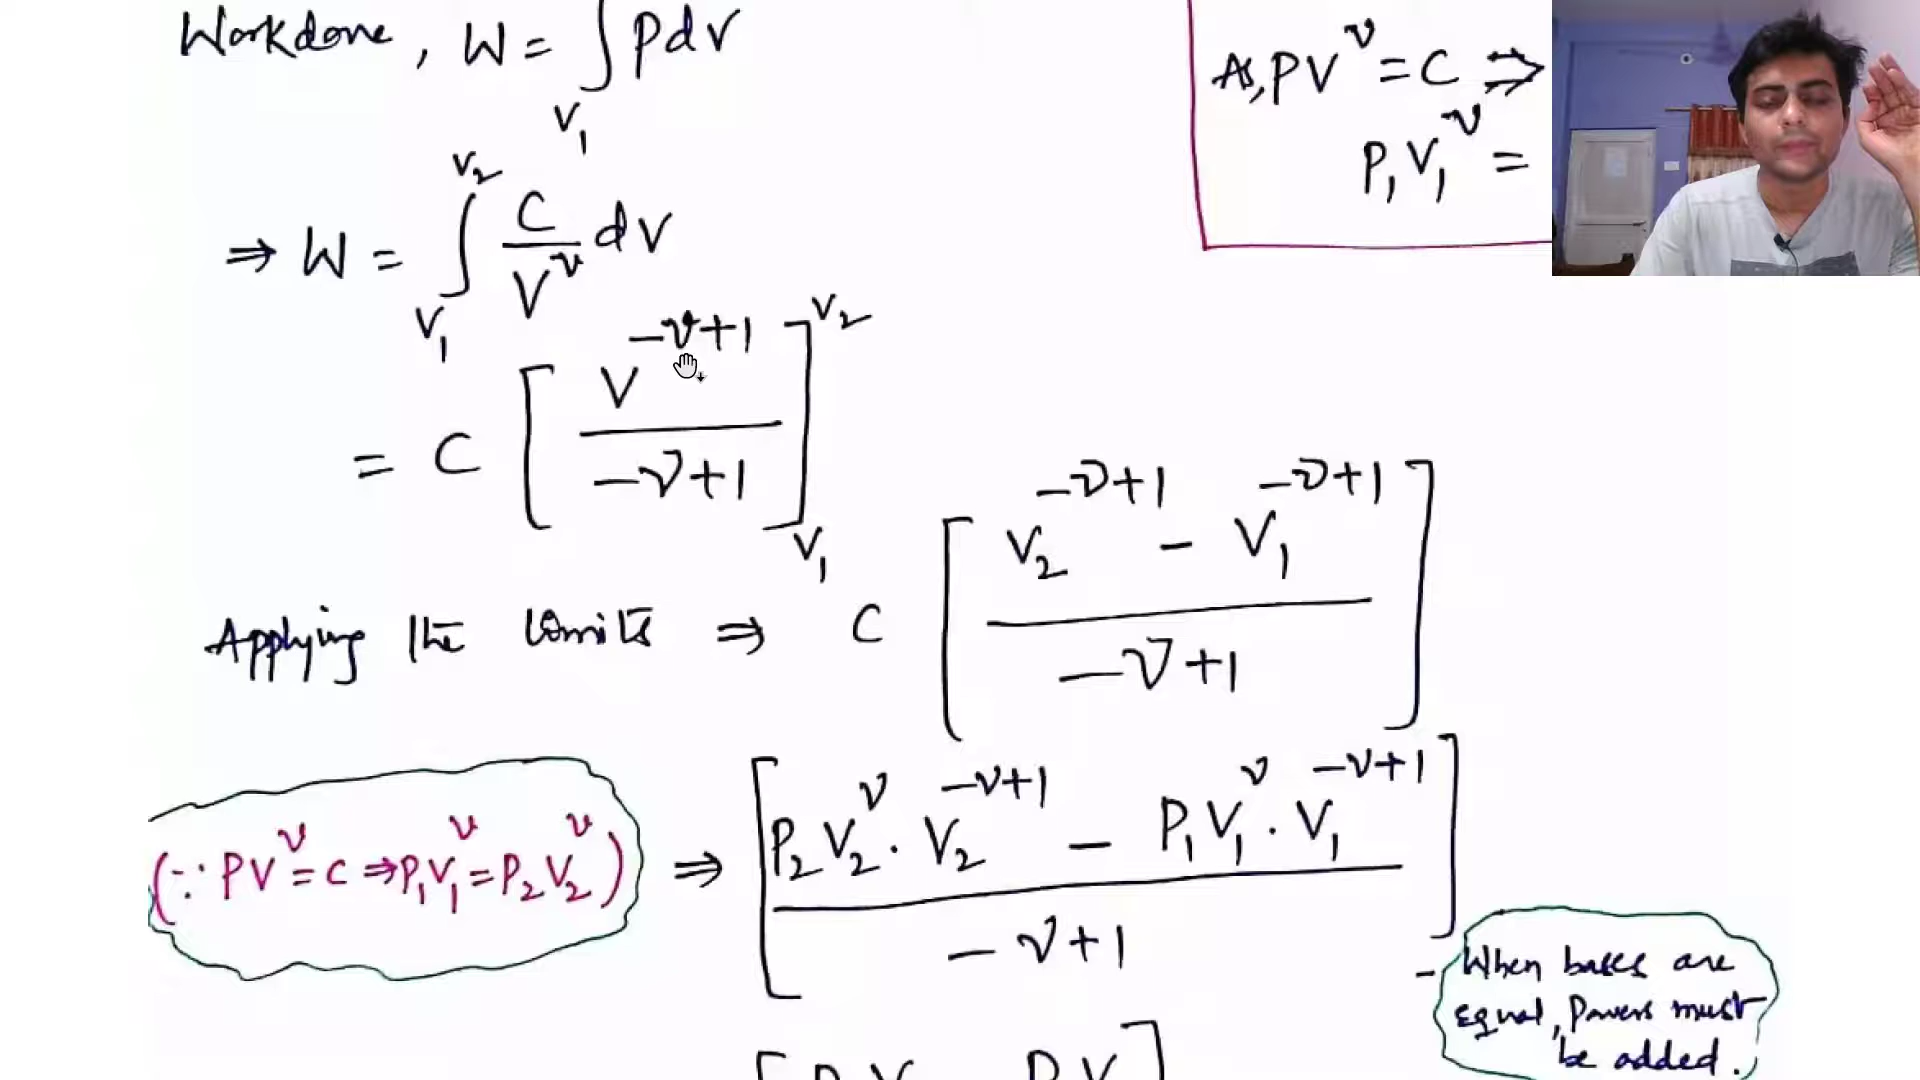 Workdone, W = ∫ PdV
V₁
As, PV^ν = C ⇒
P₁V₁^ν =
V₂
⇒ W = ∫ C/V^ν dV
V₁
= C [ V^(-ν+1) / -ν+1 ] V₂
V₁
Applying the limits ⇒ C [ V₂^(-ν+1) - V₁^(-ν+1) / -ν+1 ]
(∵ PV^ν = C ⇒ P₁V₁^ν = P₂V₂^ν) ⇒ [ P₂V₂^ν · V₂^(-ν+1) - P₁V₁^ν · V₁^(-ν+1) / -ν+1 ]
- When bases are
equal, Powers must
be added.